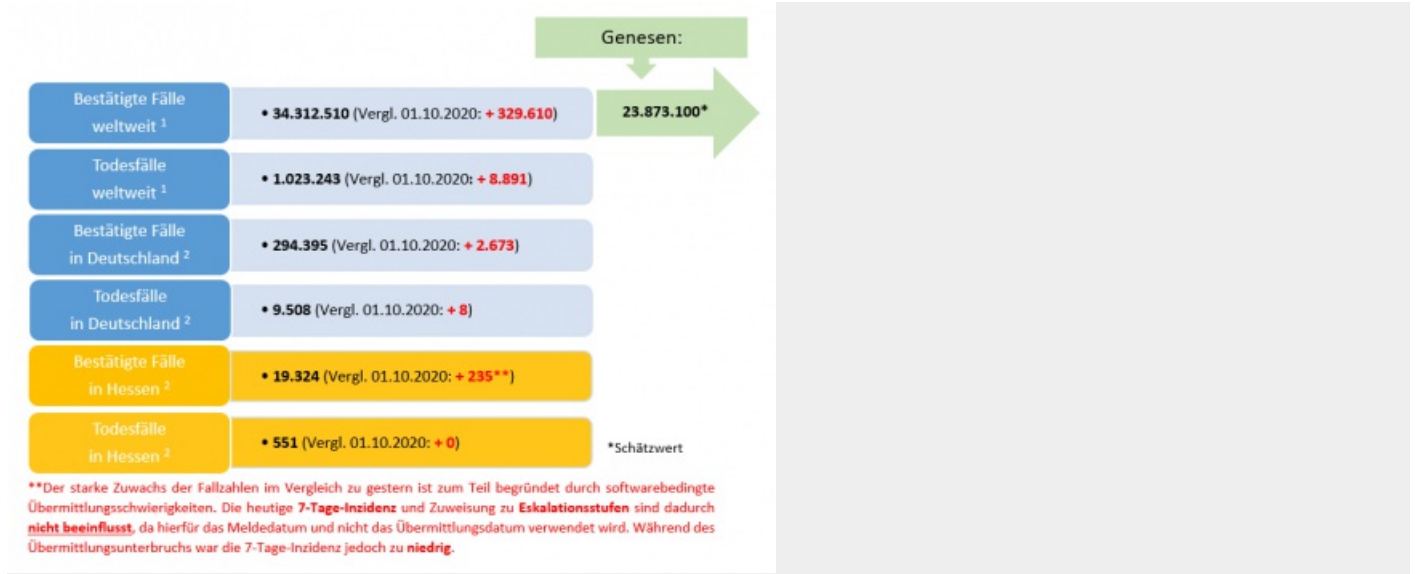 Genesen:
Bestätigte Fälle
weltweit ¹
• 34.312.510 (Vergl. 01.10.2020: + 329.610)
23.873.100*
Todesfälle
weltweit ¹
• 1.023.243 (Vergl. 01.10.2020: + 8.891)
Bestätigte Fälle
in Deutschland ²
• 294.395 (Vergl. 01.10.2020: + 2.673)
Todesfälle
in Deutschland ²
• 9.508 (Vergl. 01.10.2020: + 8)
Bestätigte Fälle
in Hessen ²
• 19.324 (Vergl. 01.10.2020: + 235**)
Todesfälle
in Hessen ²
• 551 (Vergl. 01.10.2020: + 0)
*Schätzwert
**Der starke Zuwachs der Fallzahlen im Vergleich zu gestern ist zum Teil begründet durch softwarebedingte
Übermittlungsschwierigkeiten. Die heutige 7-Tage-Inzidenz und Zuweisung zu Eskalationsstufen sind dadurch
nicht beeinflusst, da hierfür das Meldedatum und nicht das Übermittlungsdatum verwendet wird. Während des
Übermittlungsunterbruchs war die 7-Tage-Inzidenz jedoch zu niedrig.